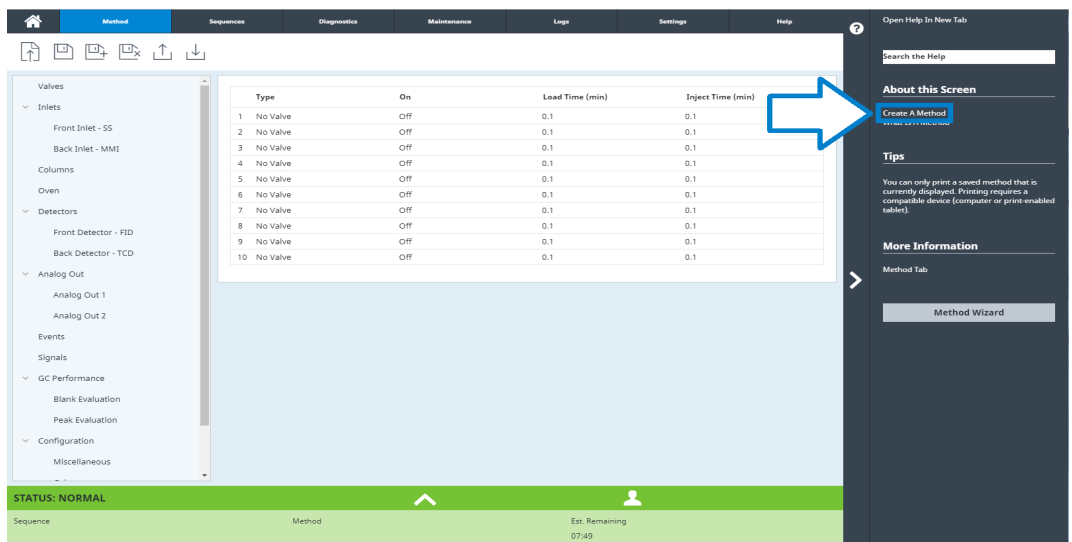 Method Sequences Diagnostics Maintenance Logs Settings Help
Valves
Inlets
Front Inlet - SS
Back Inlet - MMI
Columns
Oven
Detectors
Front Detector - FID
Back Detector - TCD
Analog Out
Analog Out 1
Analog Out 2
Events
Signals
GC Performance
Blank Evaluation
Peak Evaluation
Configuration
Miscellaneous
Type On Load Time (min) Inject Time (min)
1 No Valve Off 0.1 0.1
2 No Valve Off 0.1 0.1
3 No Valve Off 0.1 0.1
4 No Valve Off 0.1 0.1
5 No Valve Off 0.1 0.1
6 No Valve Off 0.1 0.1
7 No Valve Off 0.1 0.1
8 No Valve Off 0.1 0.1
9 No Valve Off 0.1 0.1
10 No Valve Off 0.1 0.1
?
Open Help In New Tab
Search the Help
About this Screen
Create A Method
What Is A Method
Tips
You can only print a saved method that is
currently displayed. Printing requires a
compatible device (computer or print-enabled
tablet).
More Information
Method Tab
Method Wizard
STATUS: NORMAL
Sequence Method Est. Remaining
07:49